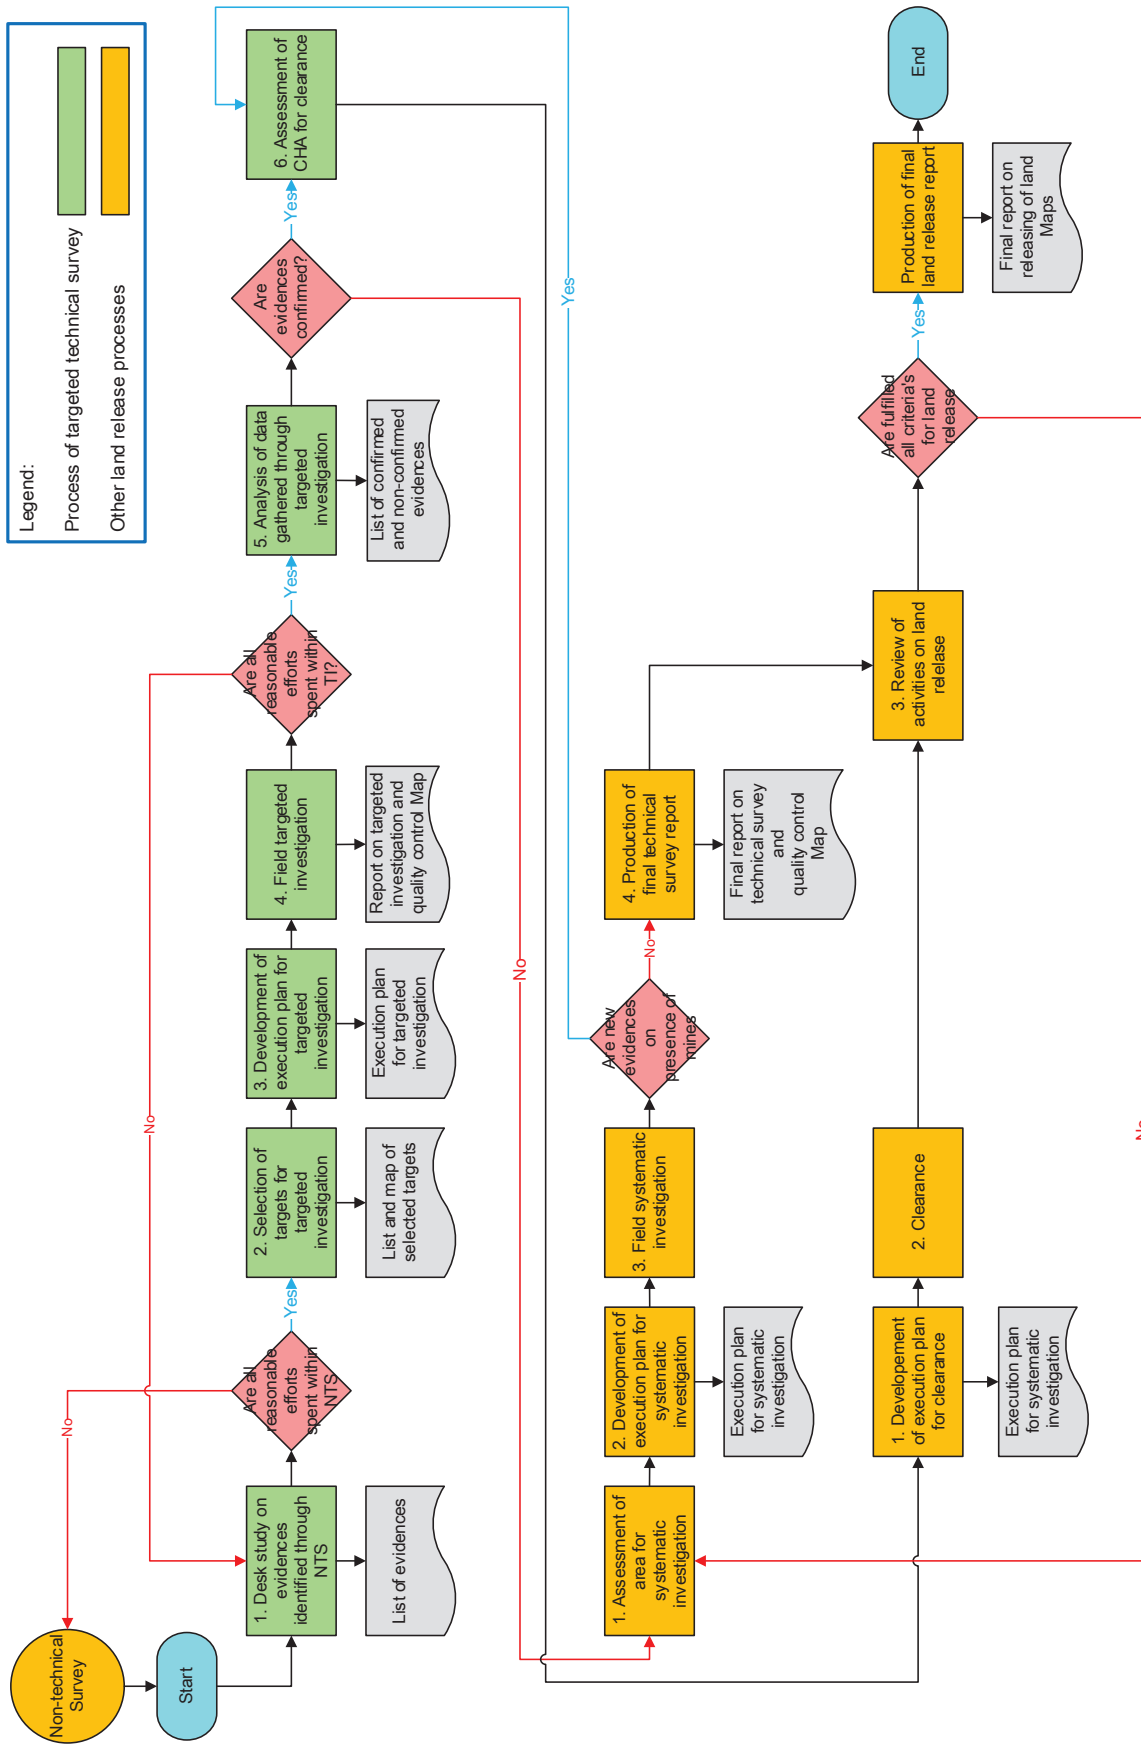 Legend:
Process of targeted technical survey
Other land release processes
Non-technical
Survey
Start
No
No
1. Desk study on
evidences
identified through
NTS
List of evidences
Are all
reasonable
efforts
spent within
NTS
Yes
2. Selection of
targets for
targeted
investigation
List and map of
selected targets
3. Development of
execution plan for
targeted
investigation
Execution plan
for targeted
investigation
4. Field targeted
investigation
Report on targeted
investigation and
quality control Map
Are all
reasonable
efforts
spent within
TI?
Yes
5. Analysis of data
gathered through
targeted
investigation
List of confirmed
and non-confirmed
evidences
Are
evidences
confirmed?
Yes
6. Assessment of
CHA for clearance
No
Yes
1. Assessment of
area for
systematic
investigation
2. Development of
execution plan for
systematic
investigation
Execution plan
for systematic
investigation
3. Field systematic
investigation
Are new
evidences
on
presence of
mines
No
4. Production of
final technical
survey report
Final report on
technical survey
and
quality control
Map
1. Developement
of execution plan
for clearance
Execution plan
for systematic
investigation
2. Clearance
3. Review of
activities on land
relelase
Are fulfilled
all criteria's
for land
release
Yes
Production of final
land release report
Final report on
releasing of land
Maps
End
No